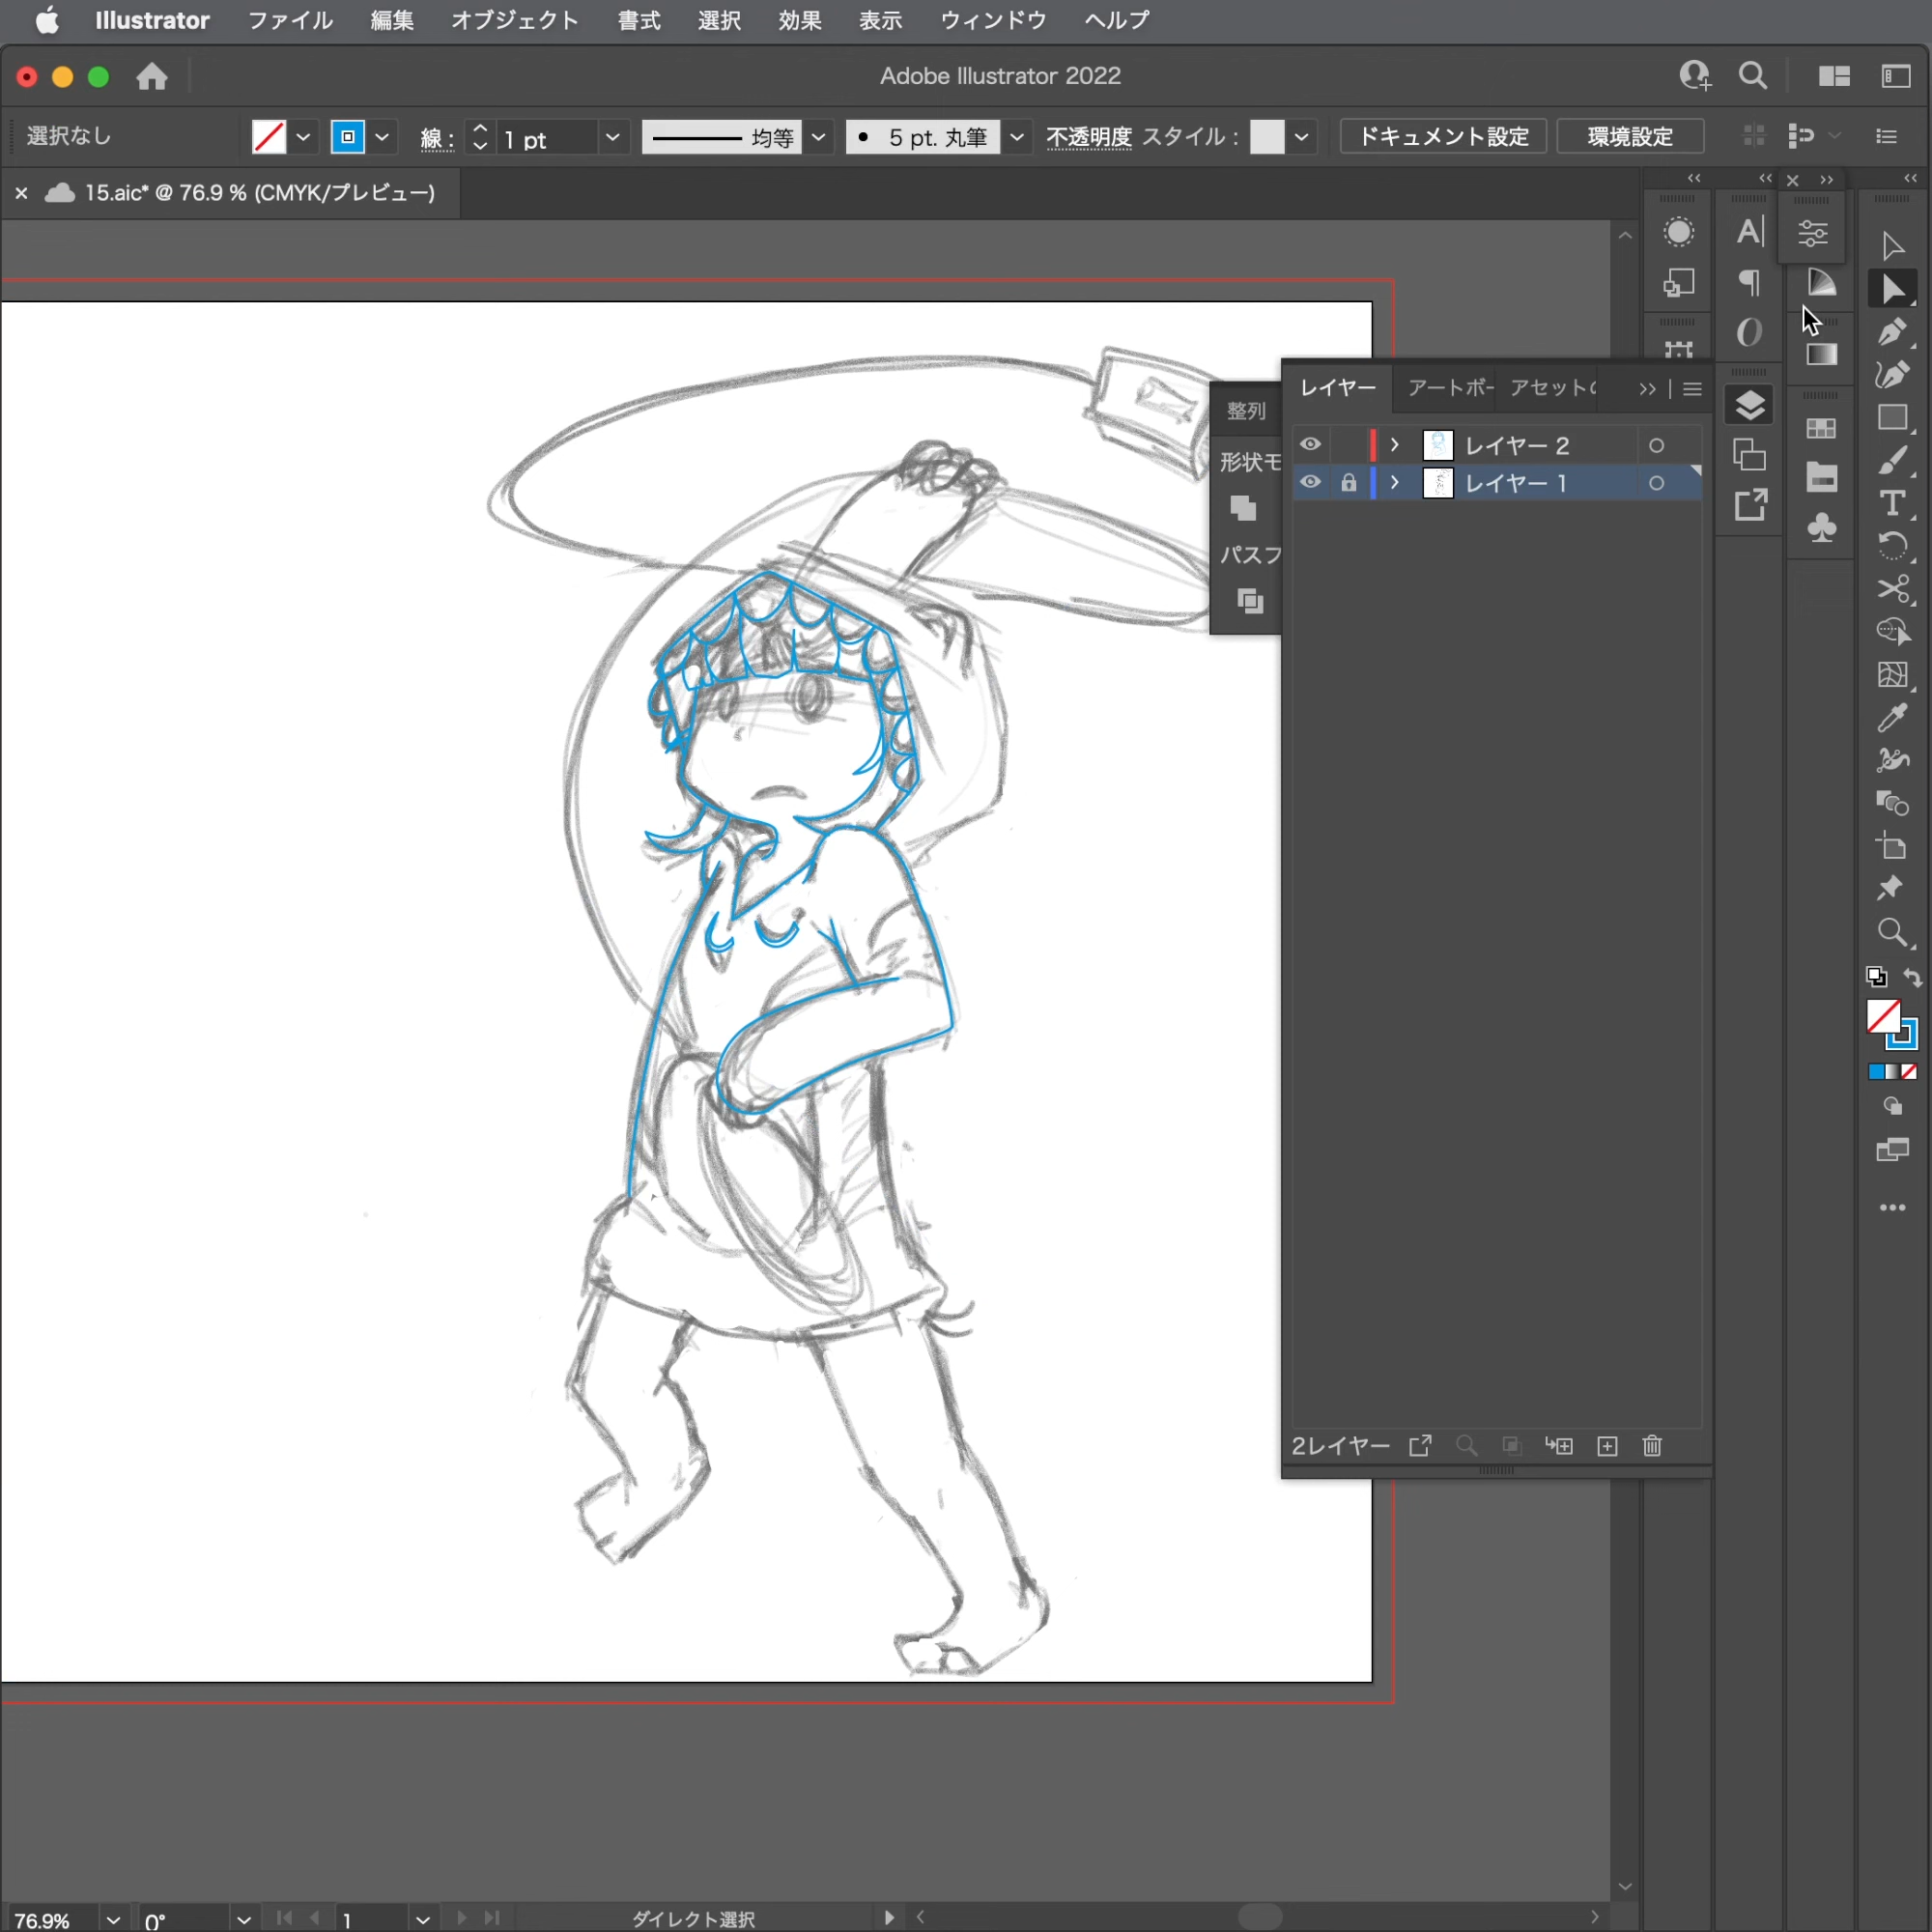 Illustrator ファイル 編集 オブジェクト 書式 選択 効果 表示 ウィンドウ ヘルプ
Adobe Illustrator 2022
選択なし 線 : 1 pt 均等 5 pt. 丸筆 不透明度 スタイル : ドキュメント設定 環境設定
15.aic* @ 76.9 % (CMYK/プレビュー)
整列
形状モ
パスフ
レイヤー アートボー アセットの
レイヤー 2
レイヤー 1
2レイヤー
76.9% 0° 1 ダイレクト選択